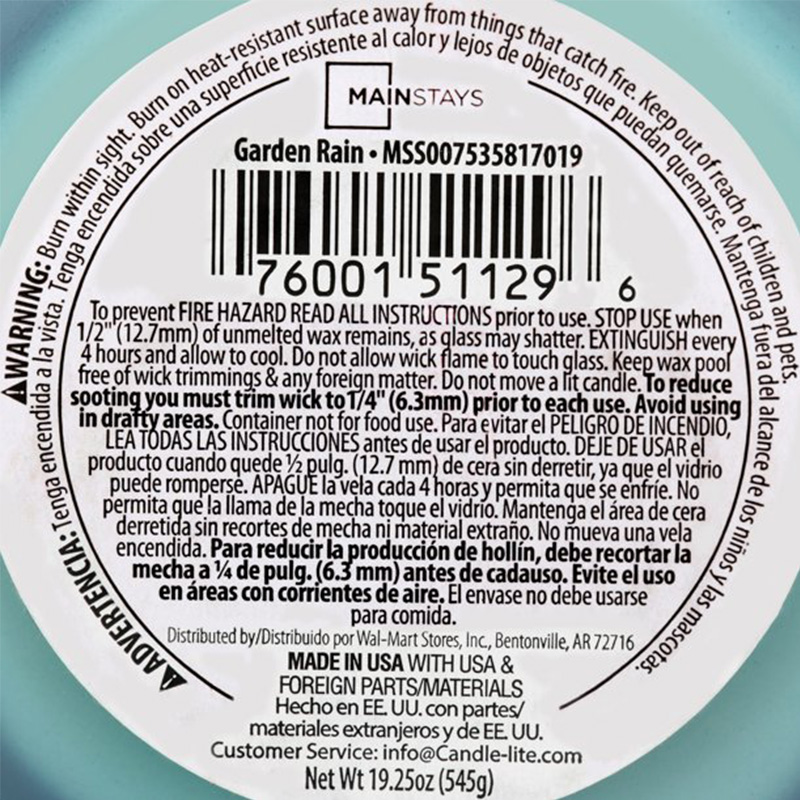 ⚠WARNING: Burn within sight. Burn on heat-resistant surface away from things that catch fire. Keep out of reach of children and pets.
⚠ADVERTENCIA: Tenga encendida a la vista. Tenga encendida sobre una superficie resistente al calor y lejos de objetos que puedan quemarse. Mantenga fuera del alcance de los niños y las mascotas.
MAINSTAYS
Garden Rain • MSS007535817019
76001 51129 6
To prevent FIRE HAZARD READ ALL INSTRUCTIONS prior to use. STOP USE when
1/2" (12.7mm) of unmelted wax remains, as glass may shatter. EXTINGUISH every
4 hours and allow to cool. Do not allow wick flame to touch glass. Keep wax pool
free of wick trimmings & any foreign matter. Do not move a lit candle. To reduce
sooting you must trim wick to 1/4" (6.3mm) prior to each use. Avoid using
in drafty areas. Container not for food use. Para evitar el PELIGRO DE INCENDIO,
LEA TODAS LAS INSTRUCCIONES antes de usar el producto. DEJE DE USAR el
producto cuando quede ½ pulg. (12.7 mm) de cera sin derretir, ya que el vidrio
puede romperse. APAGUE la vela cada 4 horas y permita que se enfríe. No
permita que la llama de la mecha toque el vidrio. Mantenga el área de cera
derretida sin recortes de mecha ni material extraño. No mueva una vela
encendida. Para reducir la producción de hollín, debe recortar la
mecha a ¼ de pulg. (6.3 mm) antes de cadauso. Evite el uso
en áreas con corrientes de aire. El envase no debe usarse
para comida.
Distributed by/Distribuido por Wal-Mart Stores, Inc., Bentonville, AR 72716
MADE IN USA WITH USA &
FOREIGN PARTS/MATERIALS
Hecho en EE. UU. con partes/
materiales extranjeros y de EE. UU.
Customer Service: info@Candle-lite.com
Net Wt 19.25oz (545g)